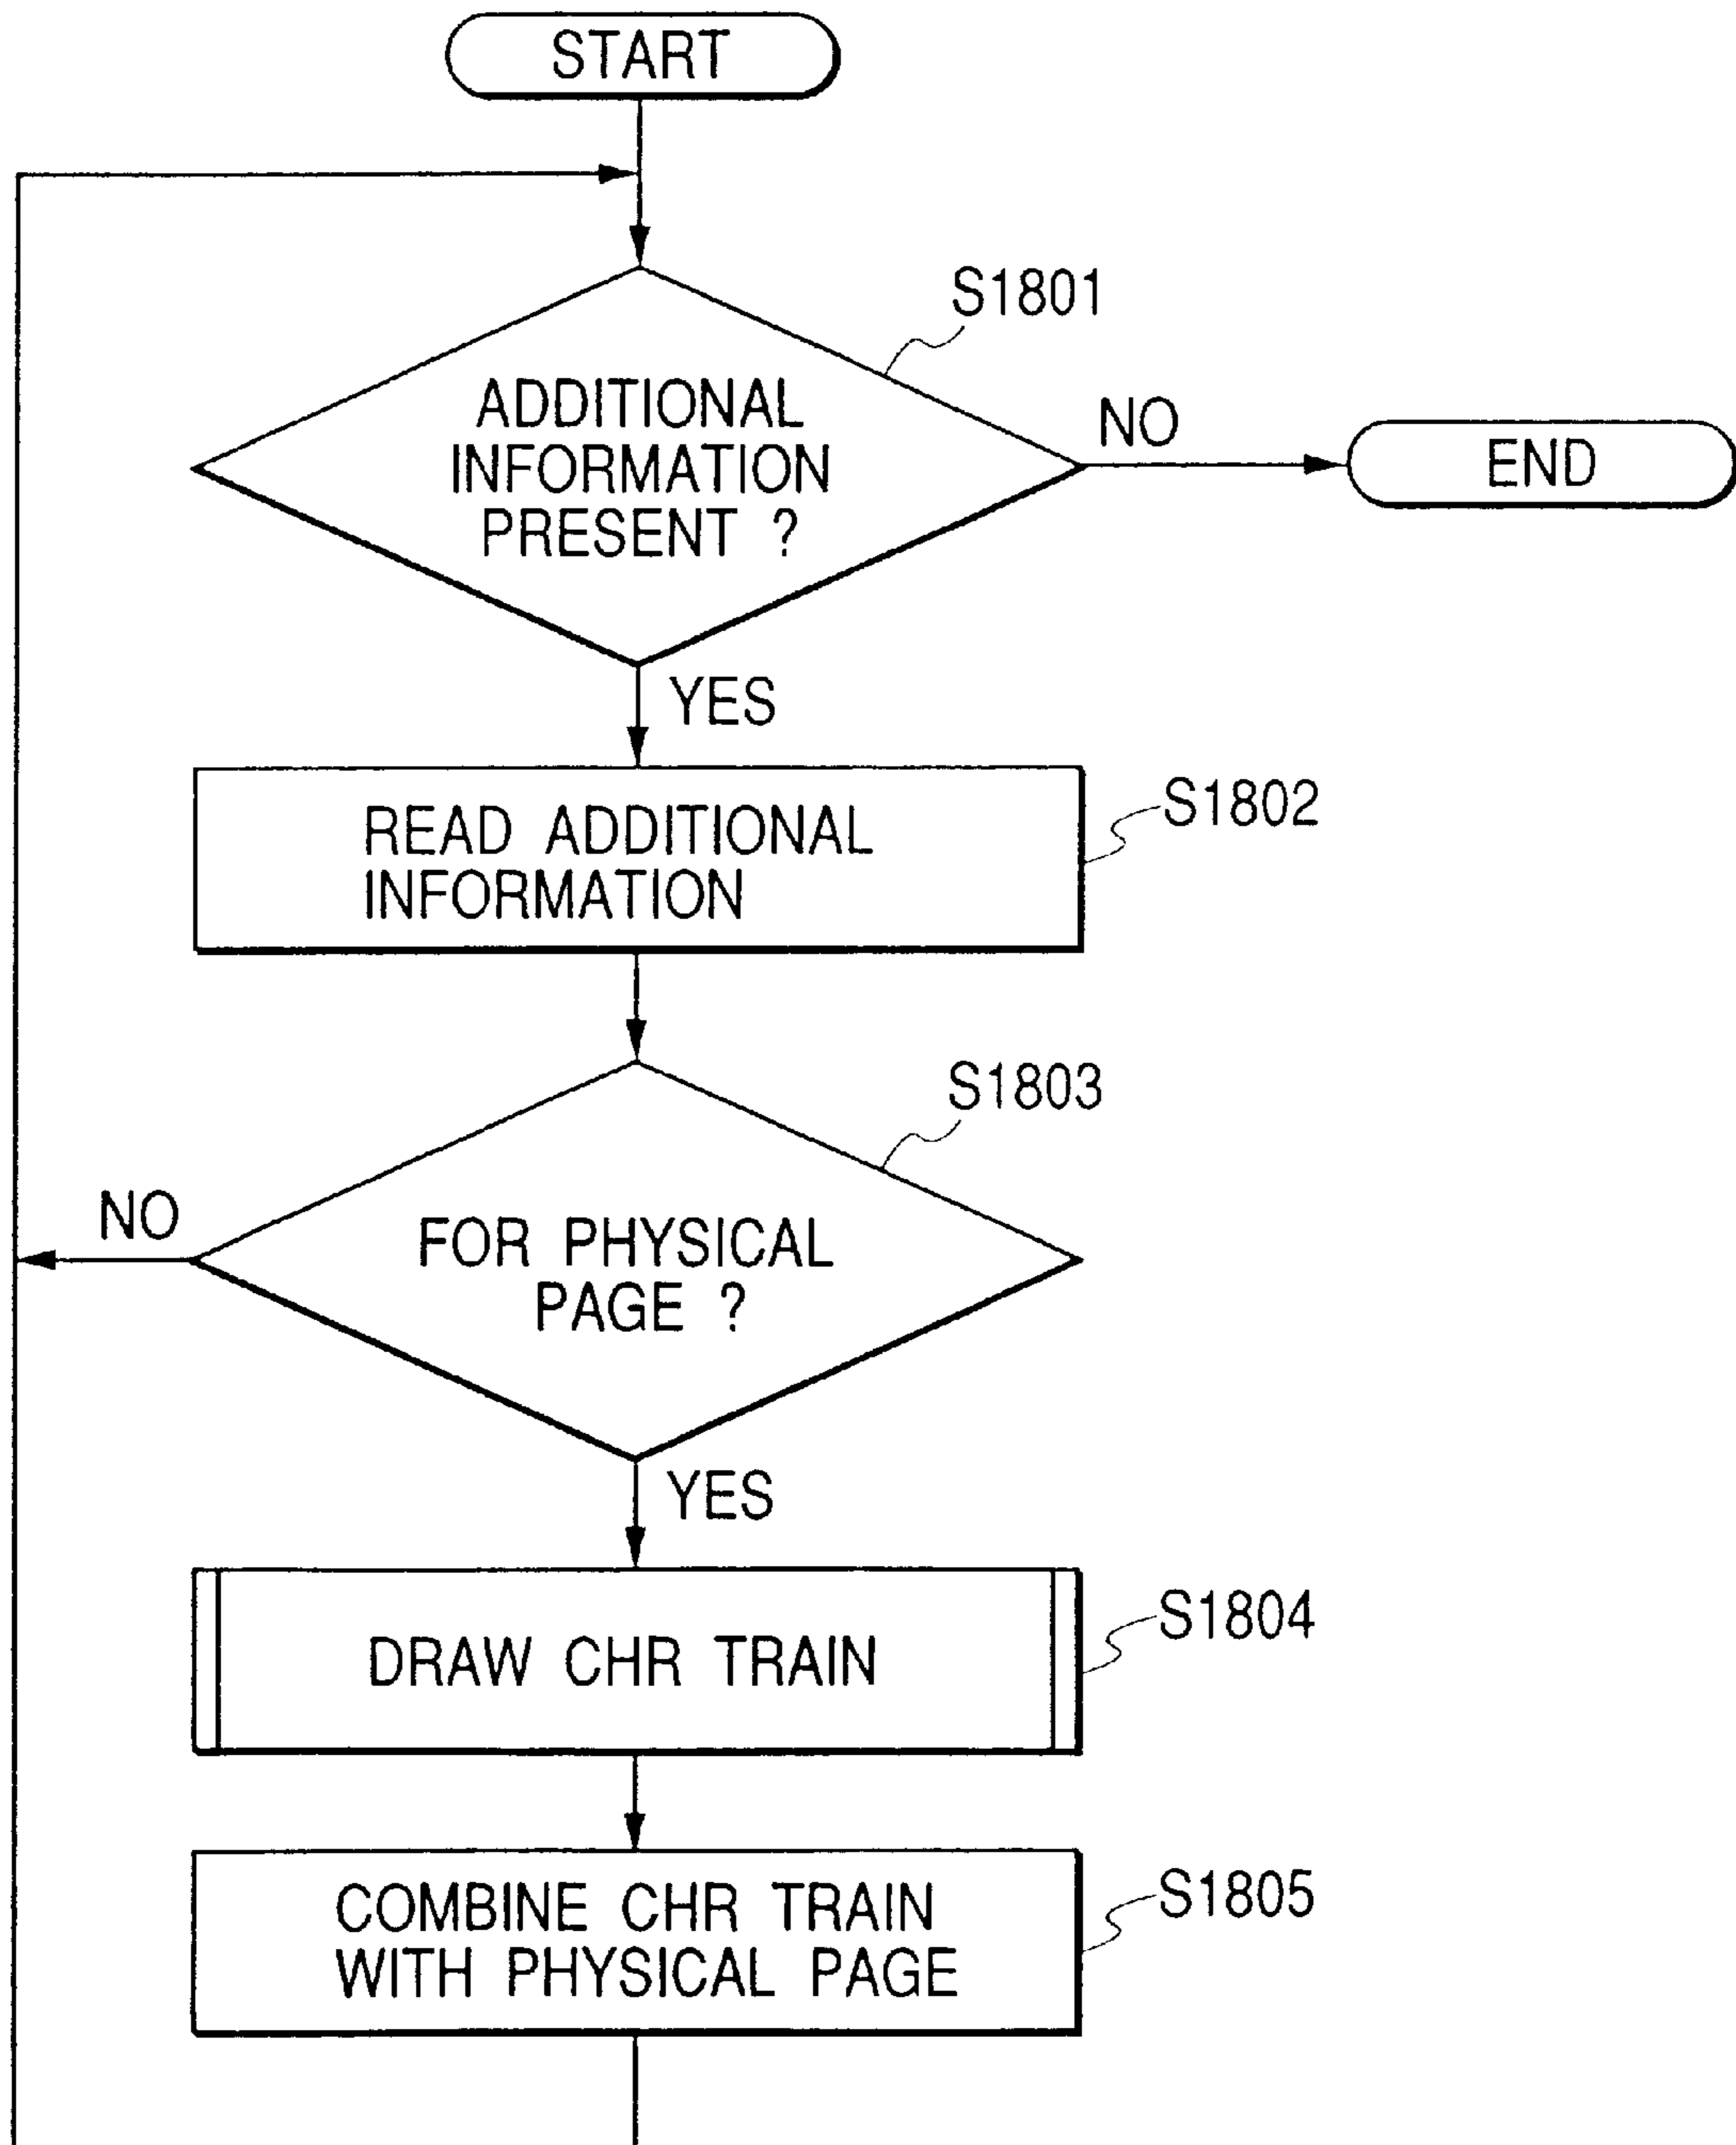 START
S1801
ADDITIONAL
INFORMATION
PRESENT ?
NO
END
YES
READ ADDITIONAL
INFORMATION
S1802
S1803
NO
FOR PHYSICAL
PAGE ?
YES
DRAW CHR TRAIN
S1804
COMBINE CHR TRAIN
WITH PHYSICAL PAGE
S1805